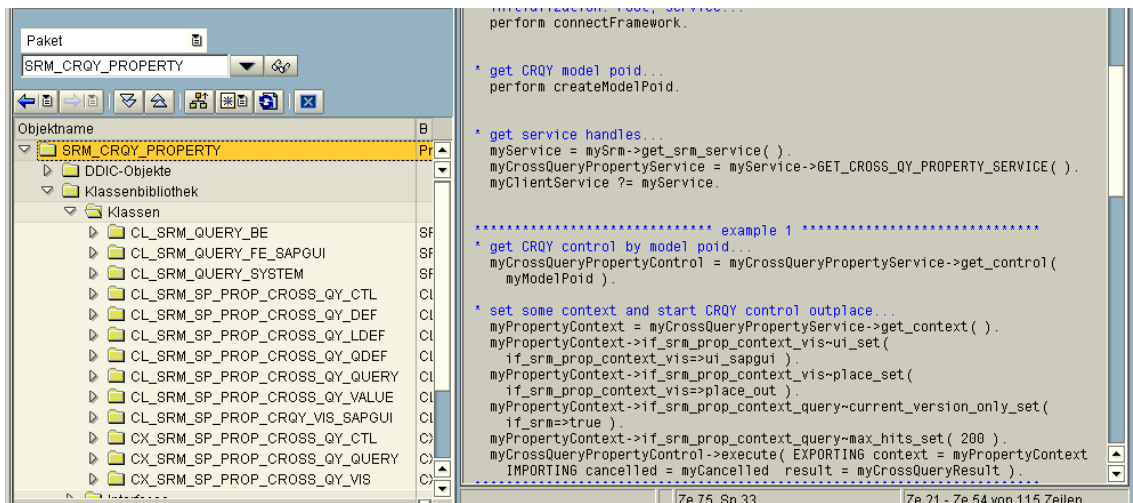 Paket
SRM_CRQY_PROPERTY
Objektname
B
SRM_CRQY_PROPERTY
Pr
DDIC-Objekte
Klassenbibliothek
Klassen
CL_SRM_QUERY_BE
SF
CL_SRM_QUERY_FE_SAPGUI
SF
CL_SRM_QUERY_SYSTEM
SF
CL_SRM_SP_PROP_CROSS_QY_CTL
CL
CL_SRM_SP_PROP_CROSS_QY_DEF
CL
CL_SRM_SP_PROP_CROSS_QY_LDEF
CL
CL_SRM_SP_PROP_CROSS_QY_QDEF
CL
CL_SRM_SP_PROP_CROSS_QY_QUERY
CL
CL_SRM_SP_PROP_CROSS_QY_VALUE
CL
CL_SRM_SP_PROP_CRQY_VIS_SAPGUI
CL
CX_SRM_SP_PROP_CROSS_QY_CTL
CX
CX_SRM_SP_PROP_CROSS_QY_QUERY
CX
CX_SRM_SP_PROP_CROSS_QY_VIS
CX
perform connectFramework.
* get CRQY model poid...
perform createModelPoid.
* get service handles...
myService = mySrm->get_srm_service( ).
myCrossQueryPropertyService = myService->GET_CROSS_QY_PROPERTY_SERVICE( ).
myClientService ?= myService.
****************************** example 1 ******************************
* get CRQY control by model poid...
myCrossQueryPropertyControl = myCrossQueryPropertyService->get_control(
myModelPoid ).
* set some context and start CRQY control outplace...
myPropertyContext = myCrossQueryPropertyService->get_context( ).
myPropertyContext->if_srm_prop_context_vis~ui_set(
if_srm_prop_context_vis=>ui_sapgui ).
myPropertyContext->if_srm_prop_context_vis~place_set(
if_srm_prop_context_vis=>place_out ).
myPropertyContext->if_srm_prop_context_query~current_version_only_set(
if_srm=>true ).
myPropertyContext->if_srm_prop_context_query~max_hits_set( 200 ).
myCrossQueryPropertyControl->execute( EXPORTING context = myPropertyContext
IMPORTING cancelled = myCancelled result = myCrossQueryResult ).
Ze 75, Sp 33
Ze 21 - Ze 54 von 115 Zeilen